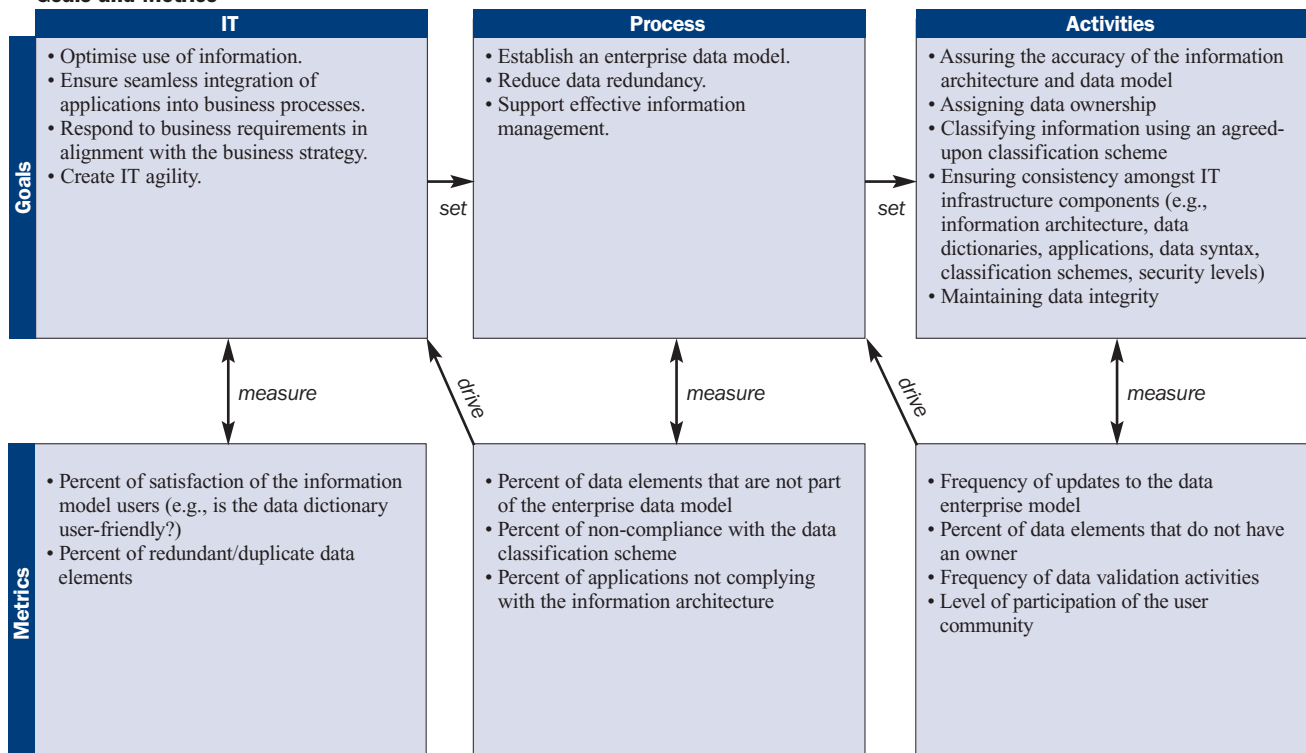 Goals and Metrics
IT
Process
Activities
Goals
• Optimise use of information.
• Ensure seamless integration of
applications into business processes.
• Respond to business requirements in
alignment with the business strategy.
• Create IT agility.
set
• Establish an enterprise data model.
• Reduce data redundancy.
• Support effective information
management.
set
• Assuring the accuracy of the information
architecture and data model
• Assigning data ownership
• Classifying information using an agreed-
upon classification scheme
• Ensuring consistency amongst IT
infrastructure components (e.g.,
information architecture, data
dictionaries, applications, data syntax,
classification schemes, security levels)
• Maintaining data integrity
measure
drive
measure
drive
measure
Metrics
• Percent of satisfaction of the information
model users (e.g., is the data dictionary
user-friendly?)
• Percent of redundant/duplicate data
elements
• Percent of data elements that are not part
of the enterprise data model
• Percent of non-compliance with the data
classification scheme
• Percent of applications not complying
with the information architecture
• Frequency of updates to the data
enterprise model
• Percent of data elements that do not have
an owner
• Frequency of data validation activities
• Level of participation of the user
community